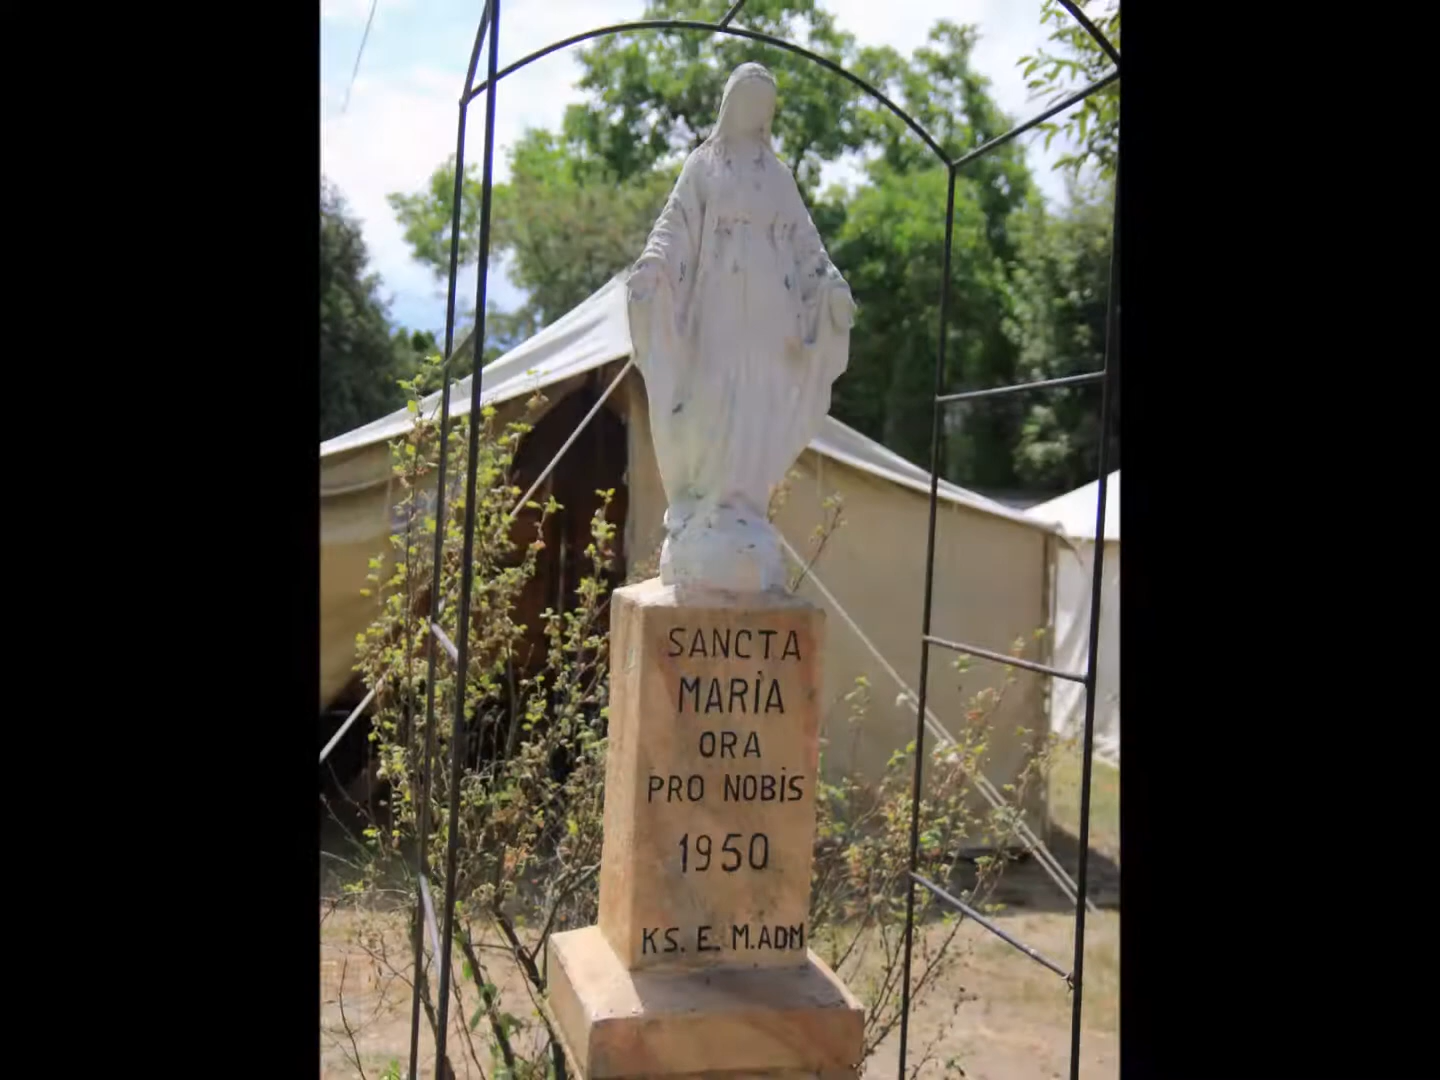 SANCTA
MARİA
ORA
PRO NOBİS
1950
KS. E. M.ADM